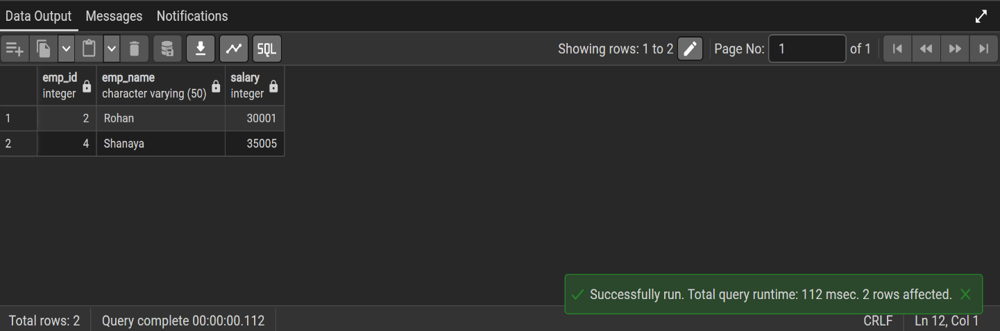 Data Output Messages Notifications
SQL Showing rows: 1 to 2 Page No: 1 of 1
emp_id emp_name salary
integer character varying (50) integer
1 2 Rohan 30001
2 4 Shanaya 35005
Successfully run. Total query runtime: 112 msec. 2 rows affected.
Total rows: 2 Query complete 00:00:00.112 CRLF Ln 12, Col 1